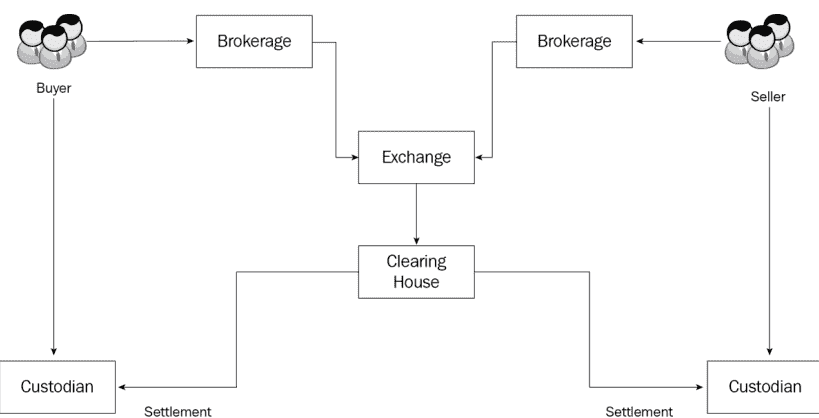 Brokerage
Brokerage
Buyer
Seller
Exchange
Clearing
House
Custodian
Custodian
Settlement
Settlement